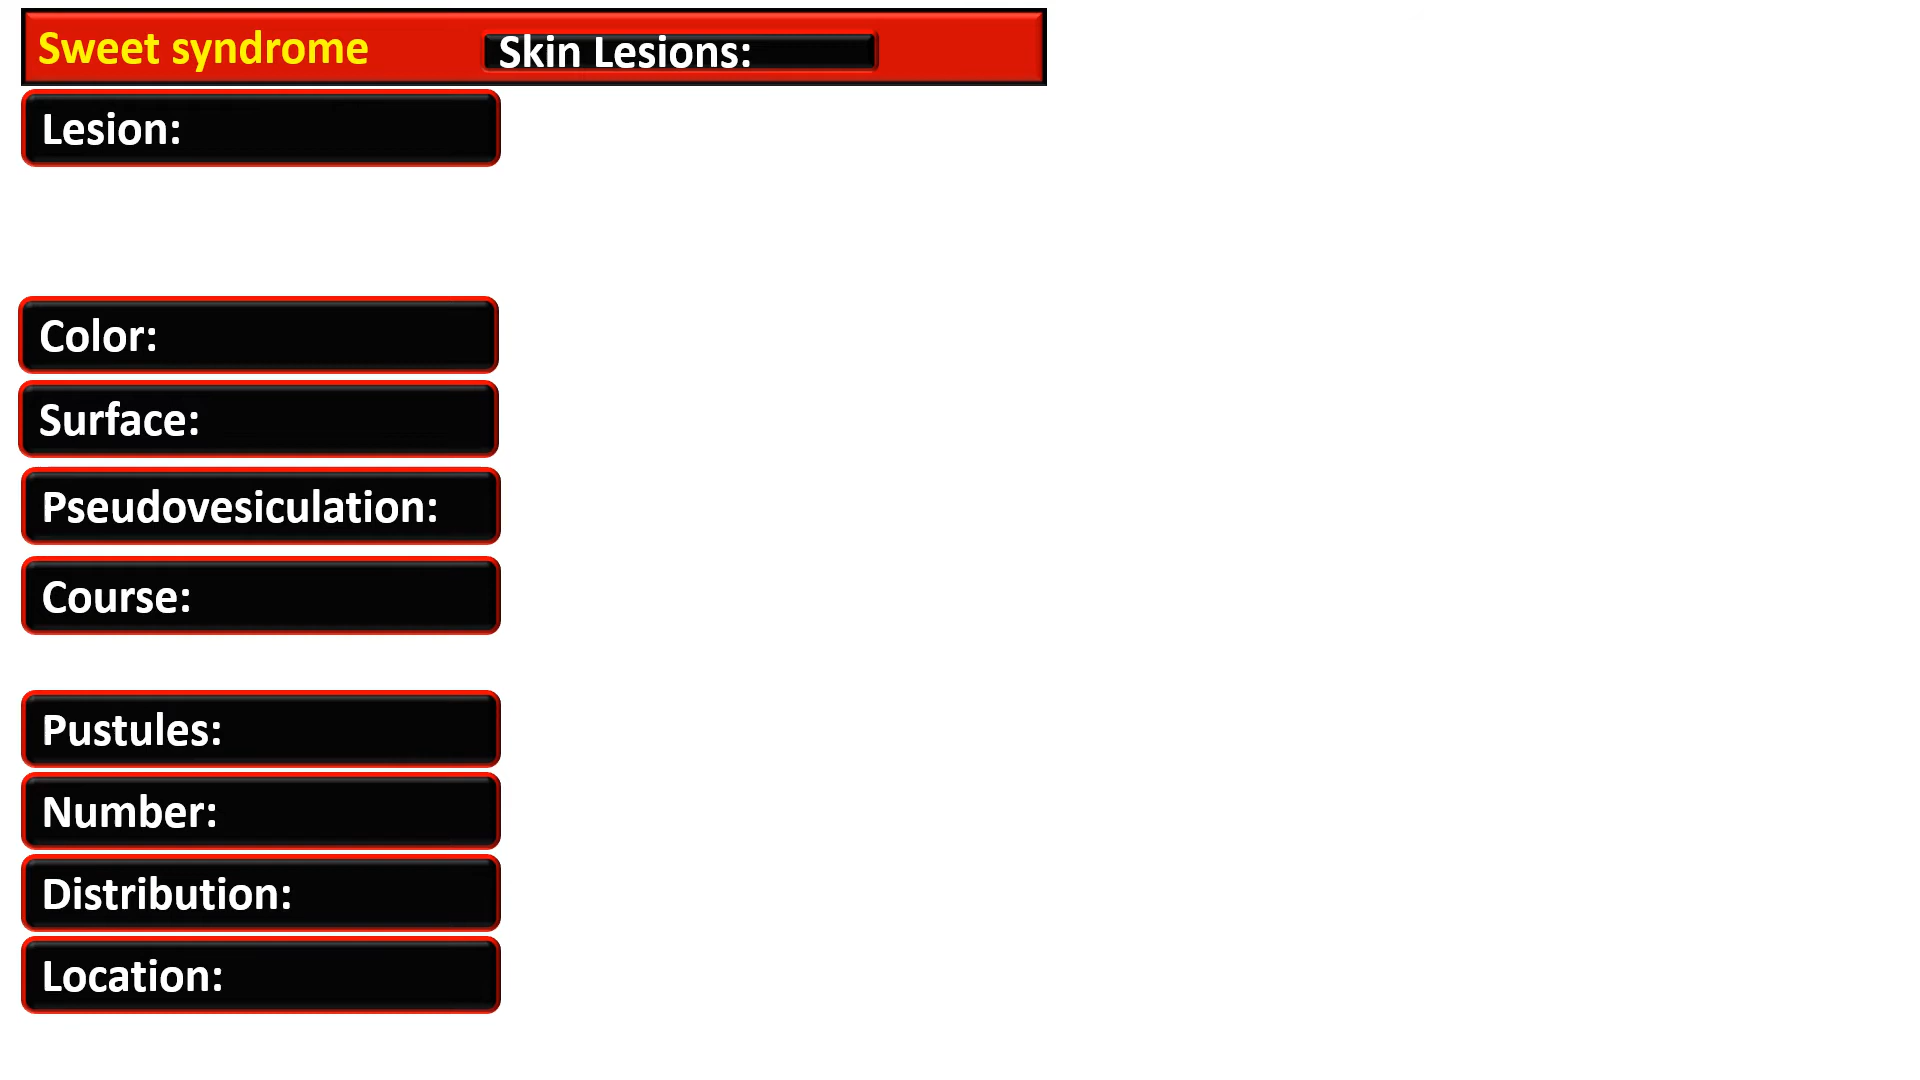 Sweet syndrome Skin Lesions:
Lesion:
Color:
Surface:
Pseudovesiculation:
Course:
Pustules:
Number:
Distribution:
Location: